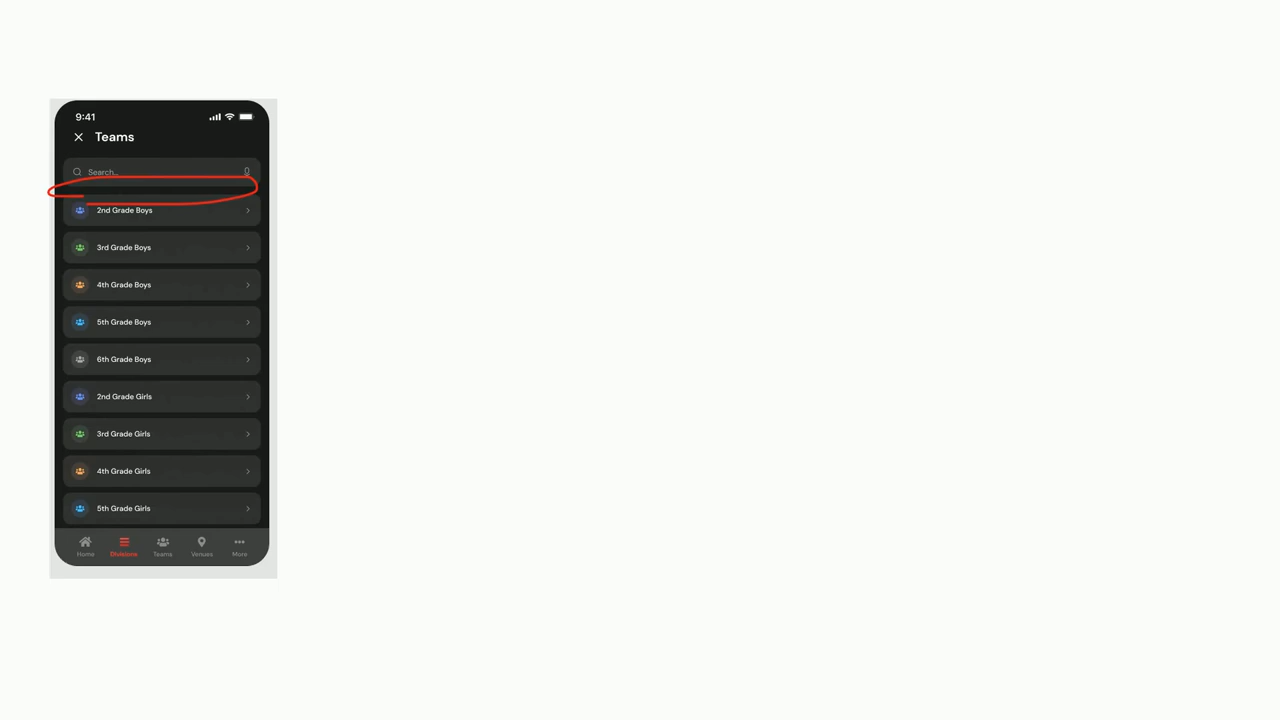 9:41
Teams
Search...
2nd Grade Boys
3rd Grade Boys
4th Grade Boys
5th Grade Boys
6th Grade Boys
2nd Grade Girls
3rd Grade Girls
4th Grade Girls
5th Grade Girls
Home Divisions Teams Venues More